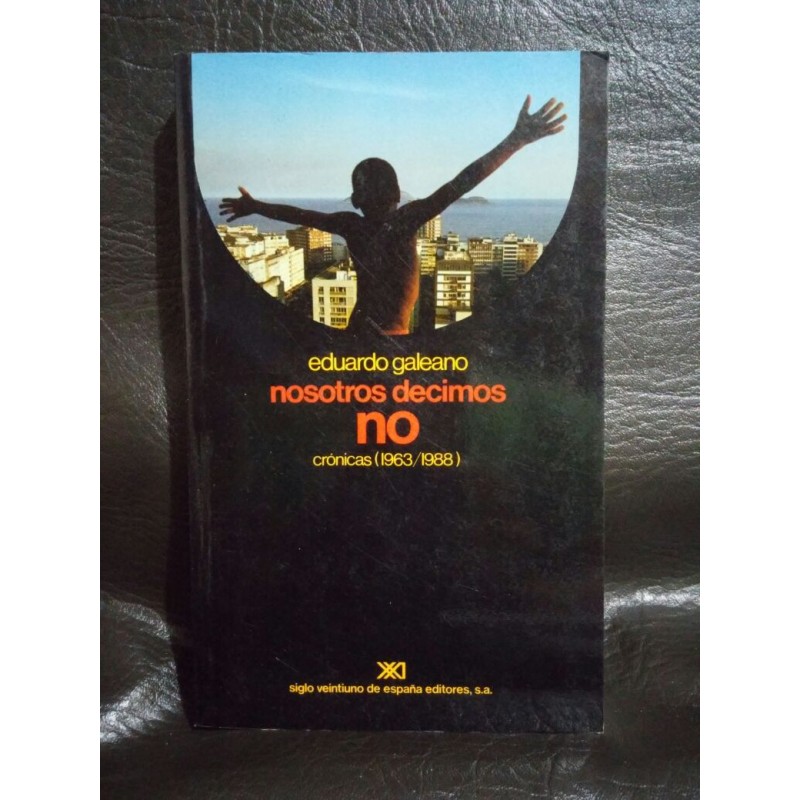 eduardo galeano
nosotros decimos
no
crónicas (1963/1988)
XXI
siglo veintiuno de españa editores, s.a.